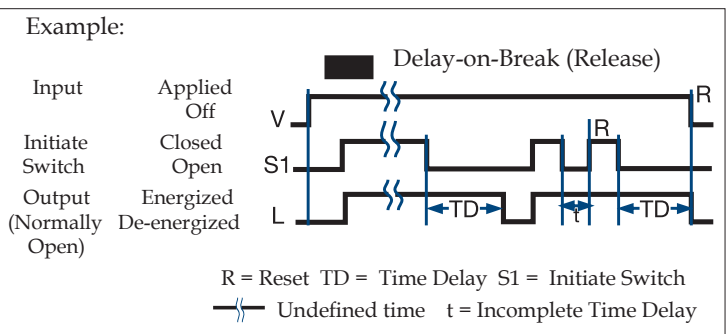 Example:
Delay-on-Break (Release)
Input Applied
Off
V
R
Initiate Closed
Switch Open
S1
R
Output Energized
(Normally De-energized
Open)
L
TD
t
TD
R = Reset TD = Time Delay S1 = Initiate Switch
Undefined time t = Incomplete Time Delay